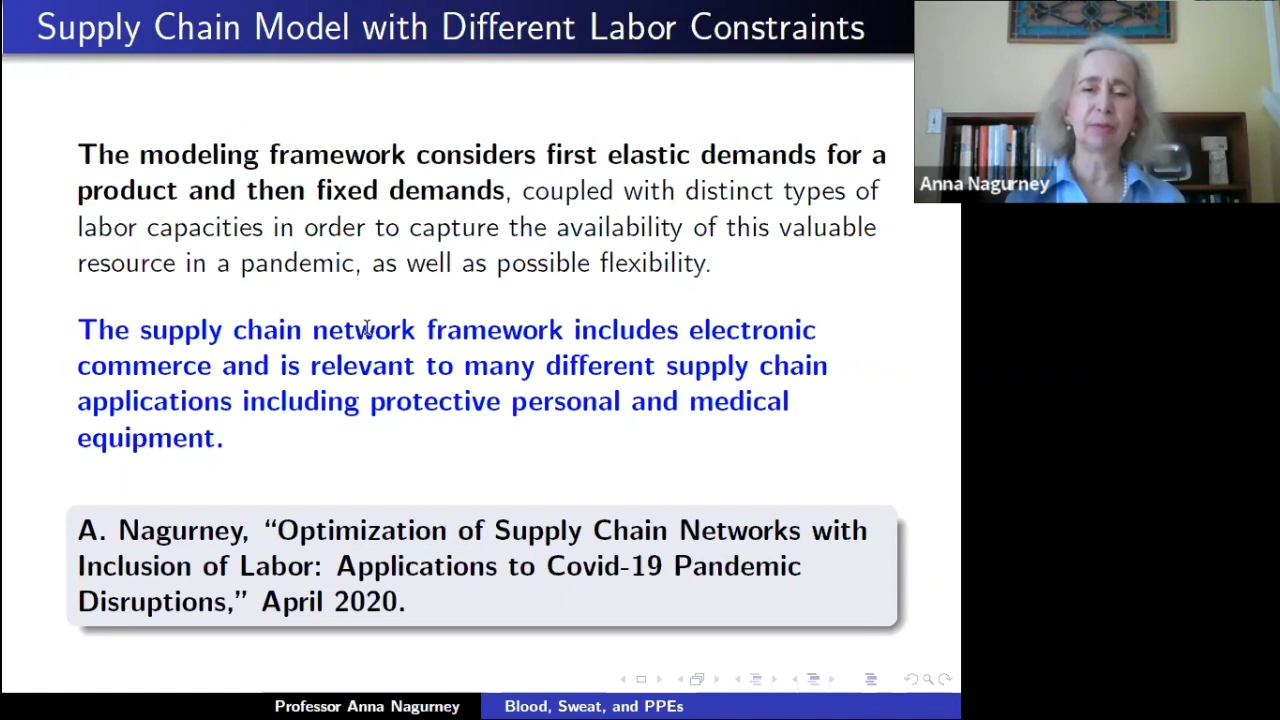 Supply Chain Model with Different Labor Constraints
The modeling framework considers first elastic demands for a
product and then fixed demands, coupled with distinct types of
labor capacities in order to capture the availability of this valuable
resource in a pandemic, as well as possible flexibility.
The supply chain network framework includes electronic
commerce and is relevant to many different supply chain
applications including protective personal and medical
equipment.
A. Nagurney, “Optimization of Supply Chain Networks with
Inclusion of Labor: Applications to Covid-19 Pandemic
Disruptions,” April 2020.
Professor Anna Nagurney
Blood, Sweat, and PPEs
Anna Nagurney